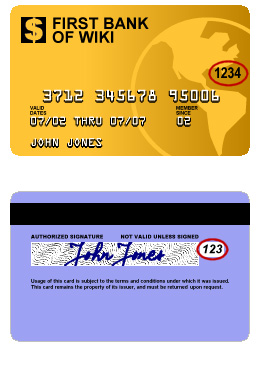 $ FIRST BANK
OF WIKI
1234
3712 345678 95006
VALID DATES MEMBER SINCE
07/02 THRU 07/07 02
JOHN JONES
AUTHORIZED SIGNATURE NOT VALID UNLESS SIGNED
John Jones 123
Usage of this card is subject to the terms and conditions under which it was issued.
This card remains the property of its issuer, and must be returned upon request.